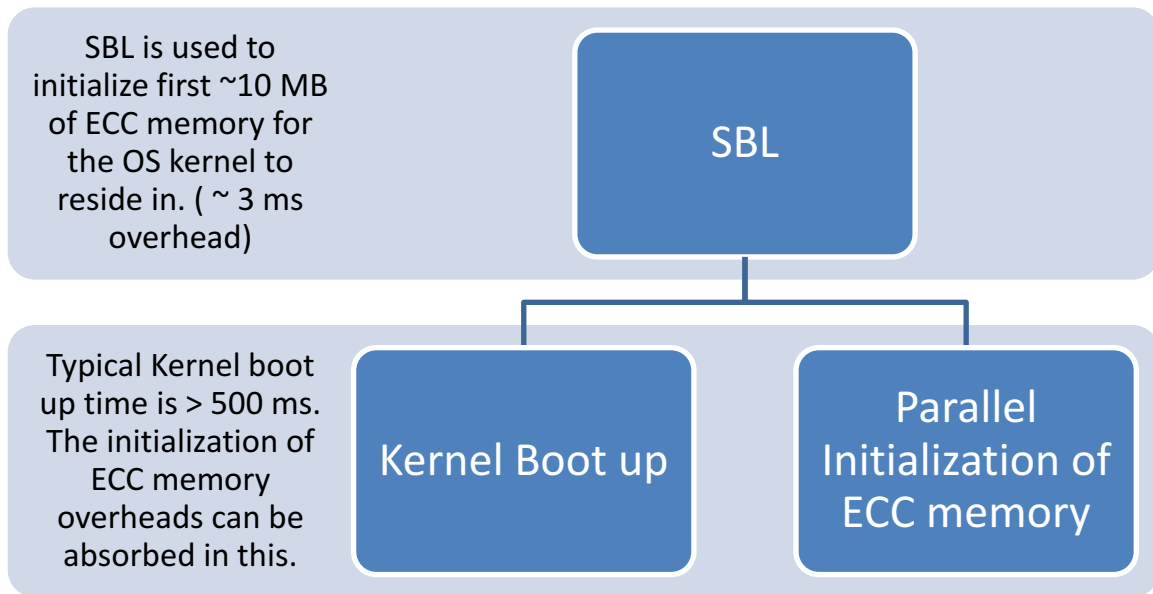 SBL is used to
initialize first ~10 MB
of ECC memory for
the OS kernel to
reside in. ( ~ 3 ms
overhead)
SBL
Typical Kernel boot
up time is > 500 ms.
The initialization of
ECC memory
overheads can be
absorbed in this.
Kernel Boot up
Parallel
Initialization of
ECC memory